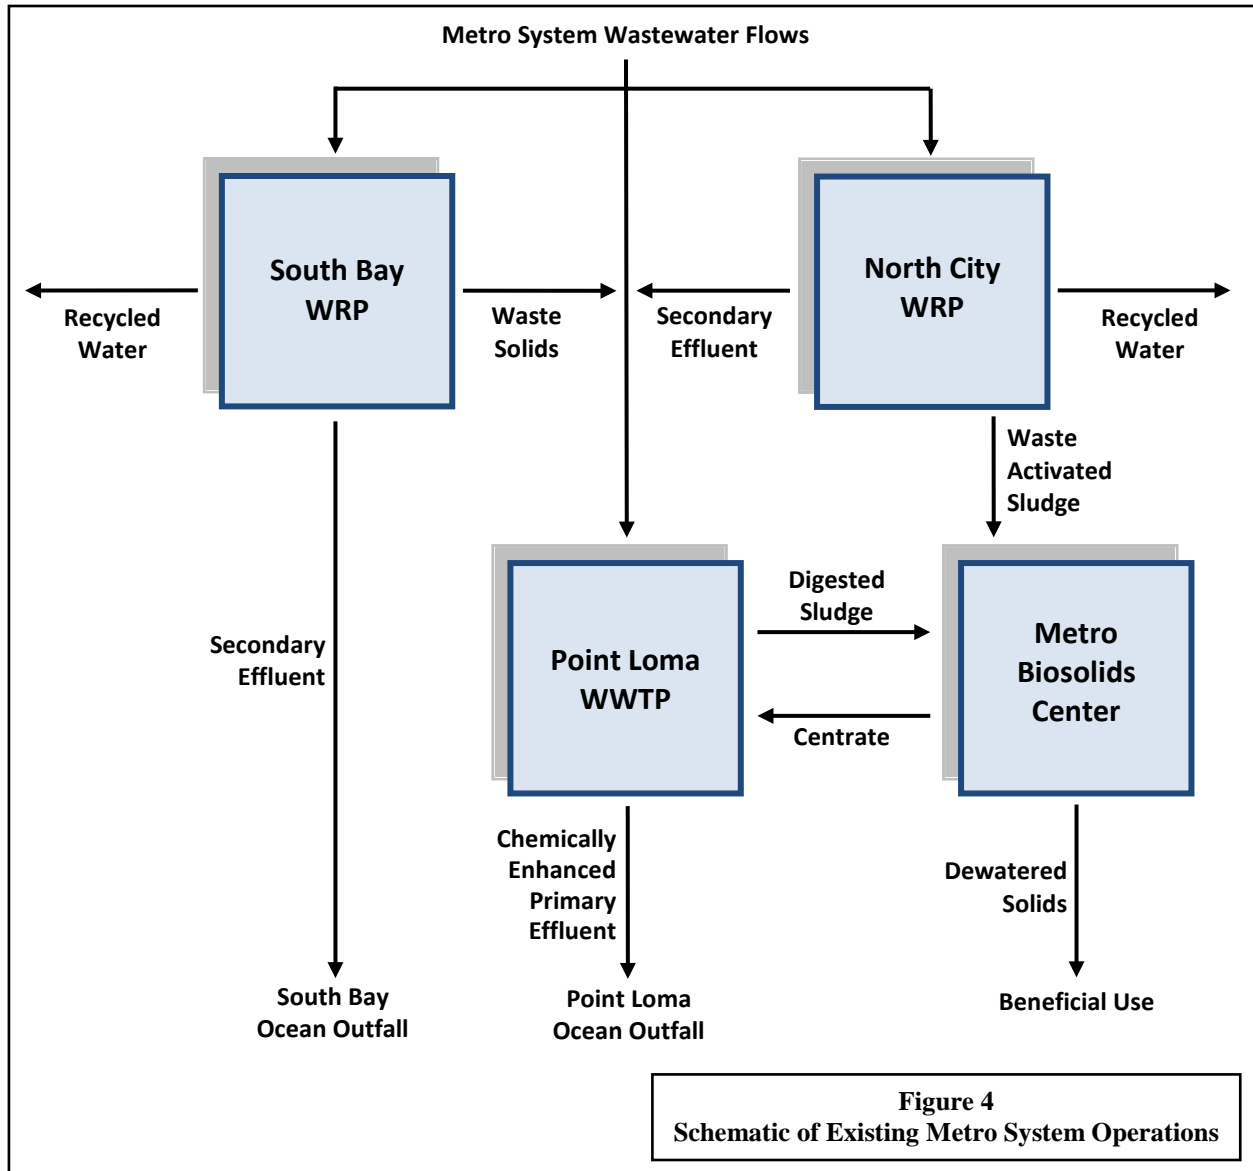 Metro System Wastewater Flows
South Bay
WRP
North City
WRP
Recycled
Water
Waste
Solids
Secondary
Effluent
Recycled
Water
Waste
Activated
Sludge
Secondary
Effluent
Point Loma
WWTP
Digested
Sludge
Centrate
Metro
Biosolids
Center
Chemically
Enhanced
Primary
Effluent
Dewatered
Solids
South Bay
Ocean Outfall
Point Loma
Ocean Outfall
Beneficial Use
Figure 4
Schematic of Existing Metro System Operations